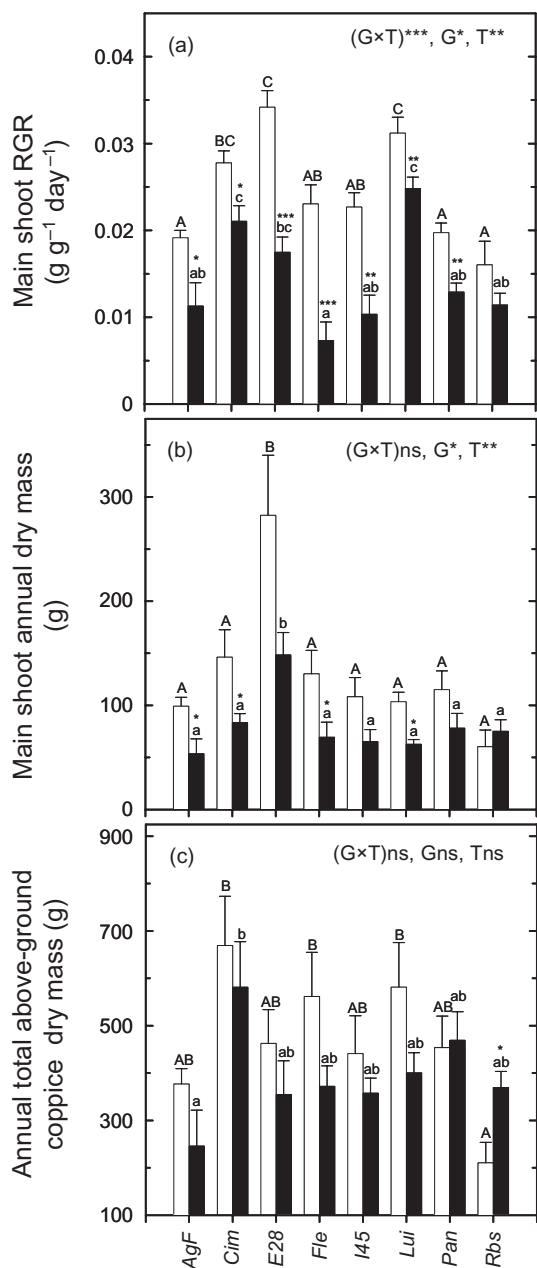 (a)
(G×T)***, G*, T**
0.04
0.03
0.02
0.01
0
Main shoot RGR
(g g⁻¹ day⁻¹)
A
*
ab
BC
*
c
C
***
bc
AB
***
a
AB
**
ab
C
**
c
A
**
ab
A
ab
(b)
(G×T)ns, G*, T**
300
200
100
0
Main shoot annual dry mass
(g)
A
*
a
A
*
a
B
b
A
*
a
A
a
A
*
a
A
a
A
a
(c)
(G×T)ns, Gns, Tns
900
700
500
300
100
Annual total above-ground
coppice dry mass (g)
AB
a
B
b
AB
ab
B
ab
AB
ab
B
ab
AB
ab
A
*
ab
AgF
Cim
E28
Fle
I45
Lui
Pan
Rbs